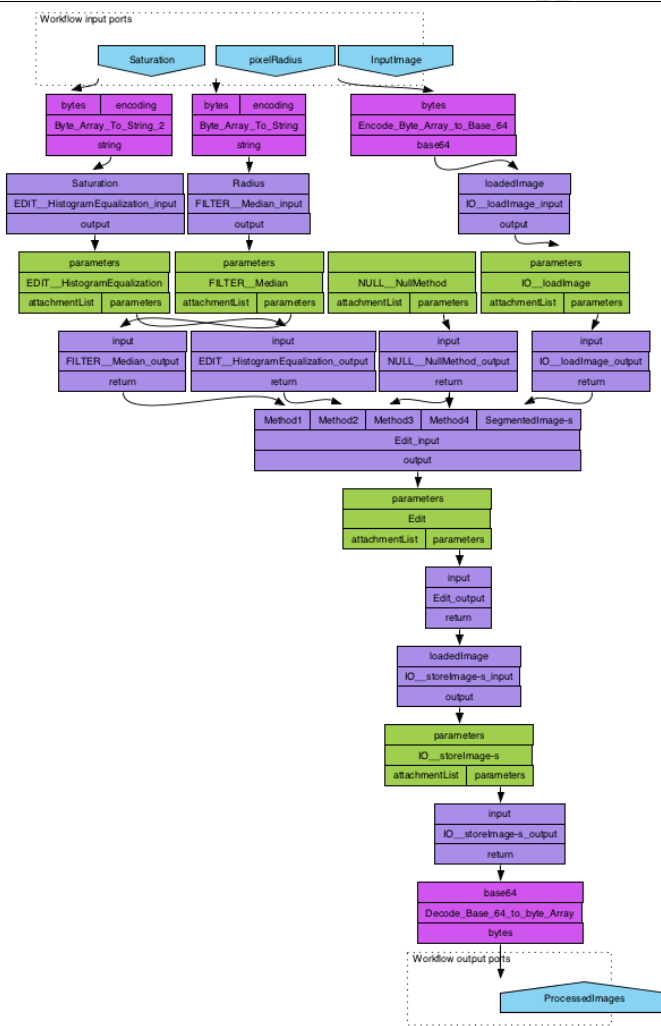 Workflow input ports
Saturation pixelRadius InputImage
bytes encoding bytes encoding bytes
Byte_Array_To_String_2 Byte_Array_To_String Encode_Byte_Array_to_Base_64
string string base64
Saturation Radius loadedImage
EDIT__HistogramEqualization_input FILTER__Median_input IO__loadImage_input
output output output
parameters parameters parameters
EDIT__HistogramEqualization FILTER__Median NULL__NullMethod IO__loadImage
attachmentList parameters attachmentList parameters attachmentList parameters attachmentList parameters
input input input input
FILTER__Median_output EDIT__HistogramEqualization_output NULL__NullMethod_output IO__loadImage_output
return return return return
Method1 Method2 Method3 Method4 SegmentedImage-s
Edit_input
output
parameters
Edit
attachmentList parameters
input
Edit_output
return
loadedImage
IO__storeImage-s_input
output
parameters
IO__storeImage-s
attachmentList parameters
input
IO__storeImage-s_output
return
base64
Decode_Base_64_to_byte_Array
bytes
Workflow output ports
ProcessedImages